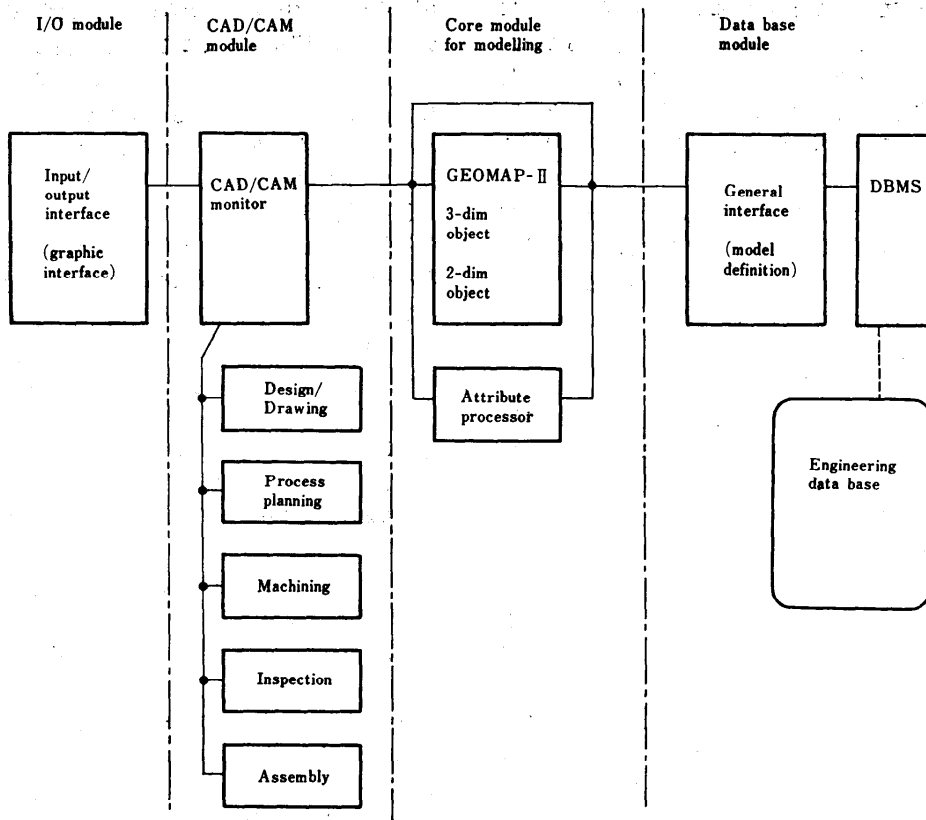 I/O module
CAD/CAM
module
Core module
for modelling
Data base
module
Input/
output
interface
(graphic
interface)
CAD/CAM
monitor
GEOMAP-II
3-dim
object
2-dim
object
General
interface
(model
definition)
DBMS
Design/
Drawing
Attribute
processor
Process
planning
Engineering
data base
Machining
Inspection
Assembly